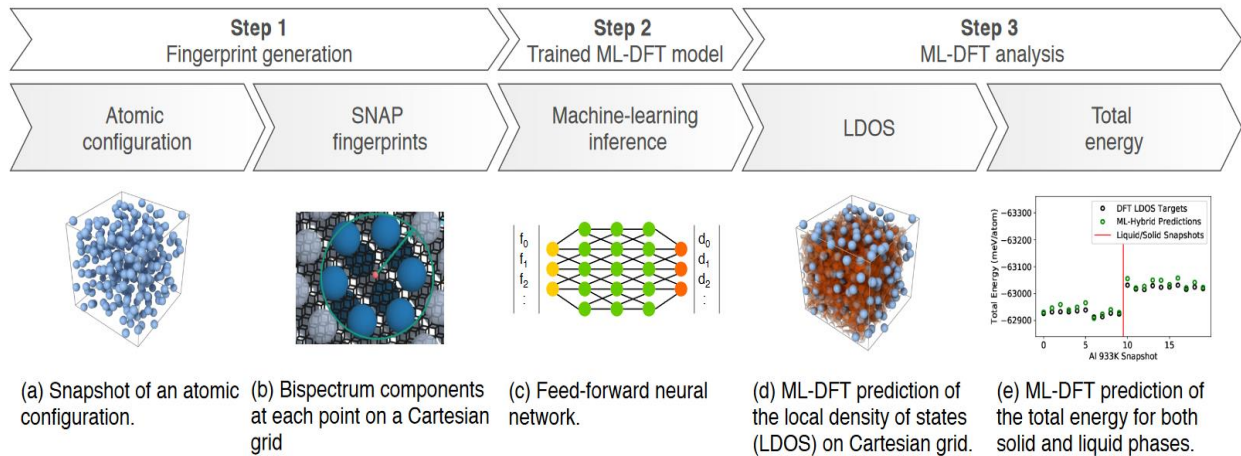 Step 1
Fingerprint generation
Step 2
Trained ML-DFT model
Step 3
ML-DFT analysis
Atomic
configuration
SNAP
fingerprints
Machine-learning
inference
LDOS
Total
energy
f0
f1
f2
:
d0
d1
d2
:
Total Energy (meV/atom)
−63300
−63200
−63100
−63000
−62900
DFT LDOS Targets
ML-Hybrid Predictions
Liquid/Solid Snapshots
0 5 10 15
Al 933K Snapshot
(a) Snapshot of an atomic
configuration.
(b) Bispectrum components
at each point on a Cartesian
grid
(c) Feed-forward neural
network.
(d) ML-DFT prediction of
the local density of states
(LDOS) on Cartesian grid.
(e) ML-DFT prediction of
the total energy for both
solid and liquid phases.